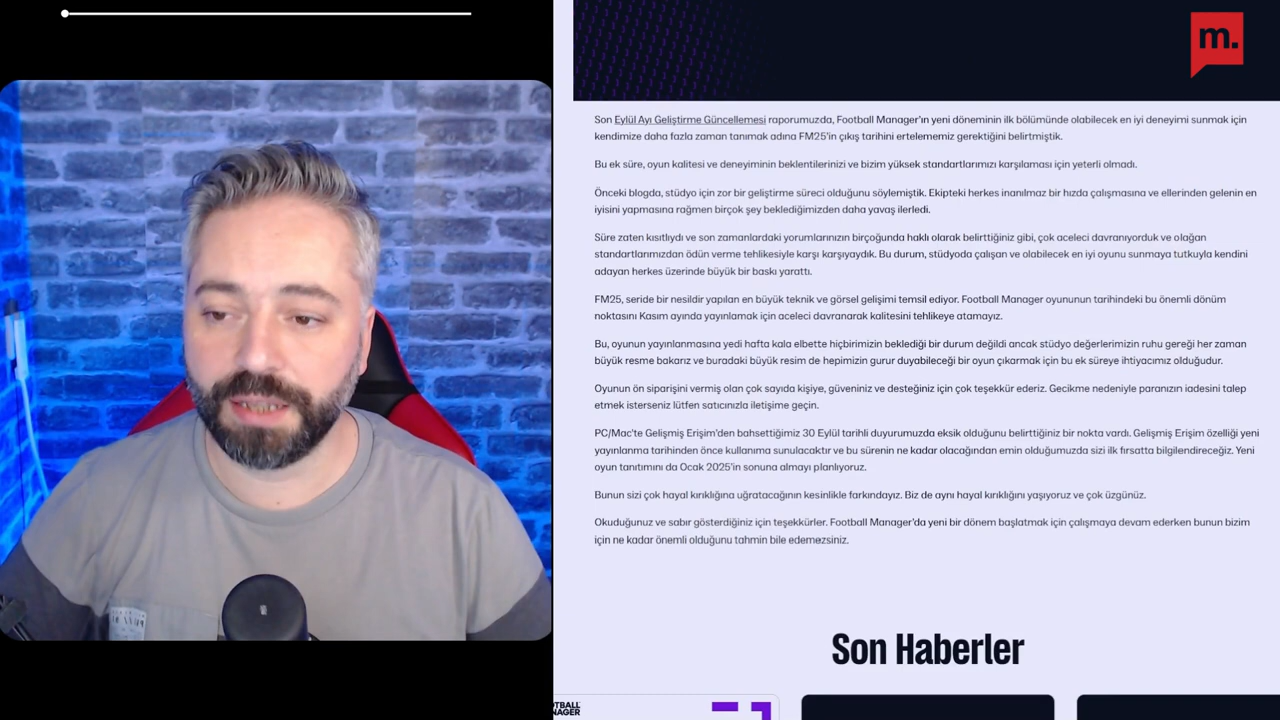 m.
Son Eylül Ayı Geliştirme Güncellemesi raporumuzda, Football Manager'ın yeni döneminin ilk bölümünde olabilecek en iyi deneyimi sunmak için
kendimize daha fazla zaman tanımak adına FM25'in çıkış tarihini ertelememiz gerektiğini belirtmiştik.
Bu ek süre, oyun kalitesi ve deneyiminin beklentilerinizi ve bizim yüksek standartlarımızı karşılaması için yeterli olmadı.
Önceki blogda, stüdyo için zor bir geliştirme süreci olduğunu söylemiştik. Ekipteki herkes inanılmaz bir hızda çalışmasına ve ellerinden gelenin en
iyisini yapmasına rağmen birçok şey beklediğimizden daha yavaş ilerledi.
Süre zaten kısıtlıydı ve son zamanlardaki yorumlarınızın birçoğunda haklı olarak belirttiğiniz gibi, çok aceleci davranıyorduk ve olağan
standartlarımızdan ödün verme tehlikesiyle karşı karşıyaydık. Bu durum, stüdyoda çalışan ve olabilecek en iyi oyunu sunmaya tutkuyla kendini
adayan herkes üzerinde büyük bir baskı yarattı.
FM25, seride bir nesildir yapılan en büyük teknik ve görsel gelişimi temsil ediyor. Football Manager oyununun tarihindeki bu önemli dönüm
noktasını Kasım ayında yayınlamak için aceleci davranarak kalitesini tehlikeye atamayız.
Bu, oyunun yayınlanmasına yedi hafta kala elbette hiçbirimizin beklediği bir durum değildi ancak stüdyo değerlerimizin ruhu gereği her zaman
büyük resme bakarız ve buradaki büyük resim de hepimizin gurur duyabileceği bir oyun çıkarmak için bu ek süreye ihtiyacımız olduğudur.
Oyunun ön siparişini vermiş olan çok sayıda kişiye, güveniniz ve desteğiniz için çok teşekkür ederiz. Gecikme nedeniyle paranızın iadesini talep
etmek isterseniz lütfen satıcınızla iletişime geçin.
PC/Mac'te Gelişmiş Erişim'den bahsettiğimiz 30 Eylül tarihli duyurumuzda eksik olduğunu belirttiğiniz bir nokta vardı. Gelişmiş Erişim özelliği yeni
yayınlanma tarihinden önce kullanıma sunulacaktır ve bu sürenin ne kadar olacağından emin olduğumuzda sizi ilk fırsatta bilgilendireceğiz. Yeni
oyun tanıtımını da Ocak 2025'in sonuna almayı planlıyoruz.
Bunun sizi çok hayal kırıklığına uğratacağının kesinlikle farkındayız. Biz de aynı hayal kırıklığını yaşıyoruz ve çok üzgünüz.
Okuduğunuz ve sabır gösterdiğiniz için teşekkürler. Football Manager'da yeni bir dönem başlatmak için çalışmaya devam ederken bunun bizim
için ne kadar önemli olduğunu tahmin bile edemezsiniz.
Son Haberler